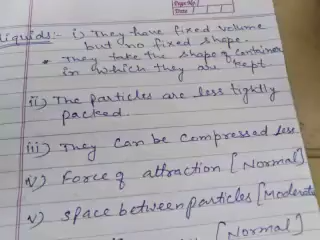 Page No.
Date
Liquids:- i) They have fixed volume
but no fixed shape.
• They take the shape of container
in which they are kept
ii) The particles are less tightly
packed.
iii) They can be compressed less
iv) Force of attraction [Normal]
v) Space between particles [Moderate
[Normal]